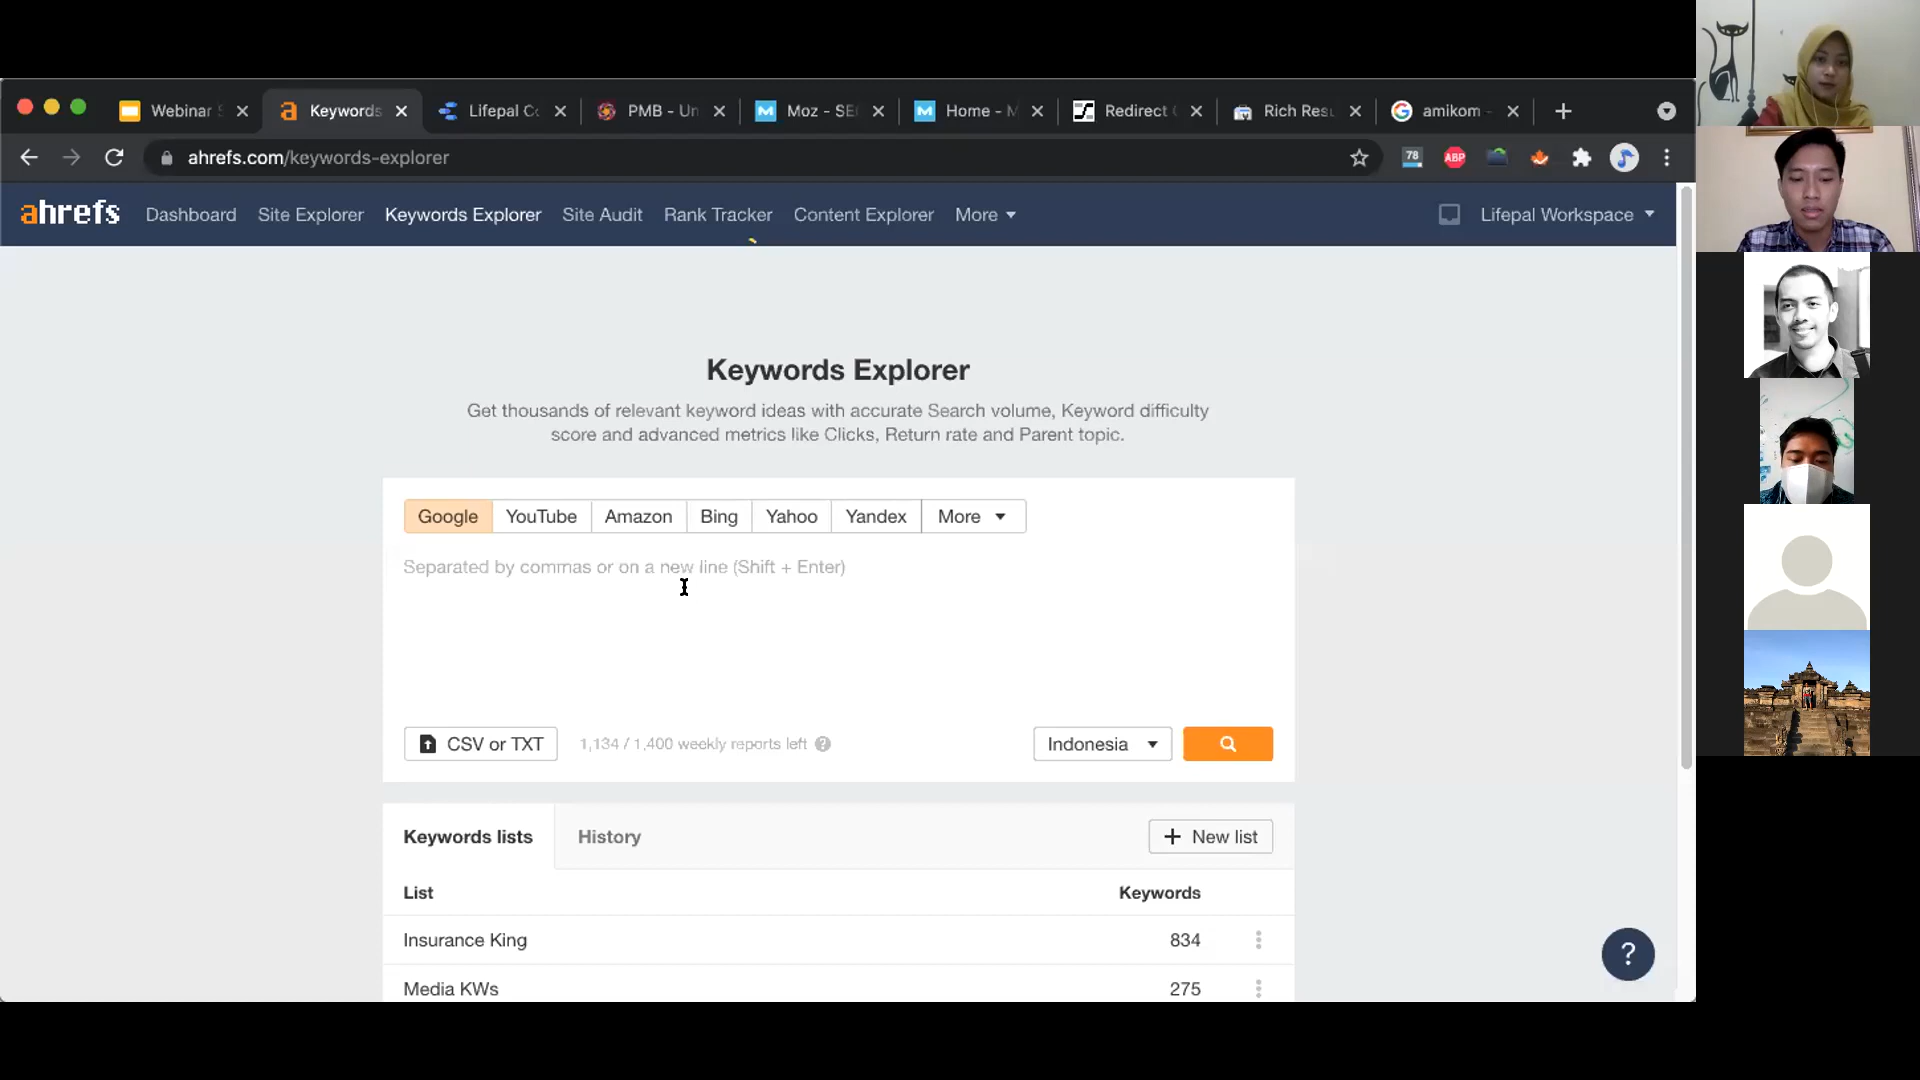 Webinar S
Keywords
Lifepal Co
PMB - Un
Moz - SE
Home - M
Redirect C
Rich Resu
amikom -
ahrefs.com/keywords-explorer
78
ABP
ahrefs
Dashboard
Site Explorer
Keywords Explorer
Site Audit
Rank Tracker
Content Explorer
More
Lifepal Workspace
Keywords Explorer
Get thousands of relevant keyword ideas with accurate Search volume, Keyword difficulty
score and advanced metrics like Clicks, Return rate and Parent topic.
Google
YouTube
Amazon
Bing
Yahoo
Yandex
More
Separated by commas or on a new line (Shift + Enter)
CSV or TXT
1,134 / 1,400 weekly reports left ?
Indonesia
Keywords lists
History
+ New list
List
Keywords
Insurance King
834
?
Media KWs
275